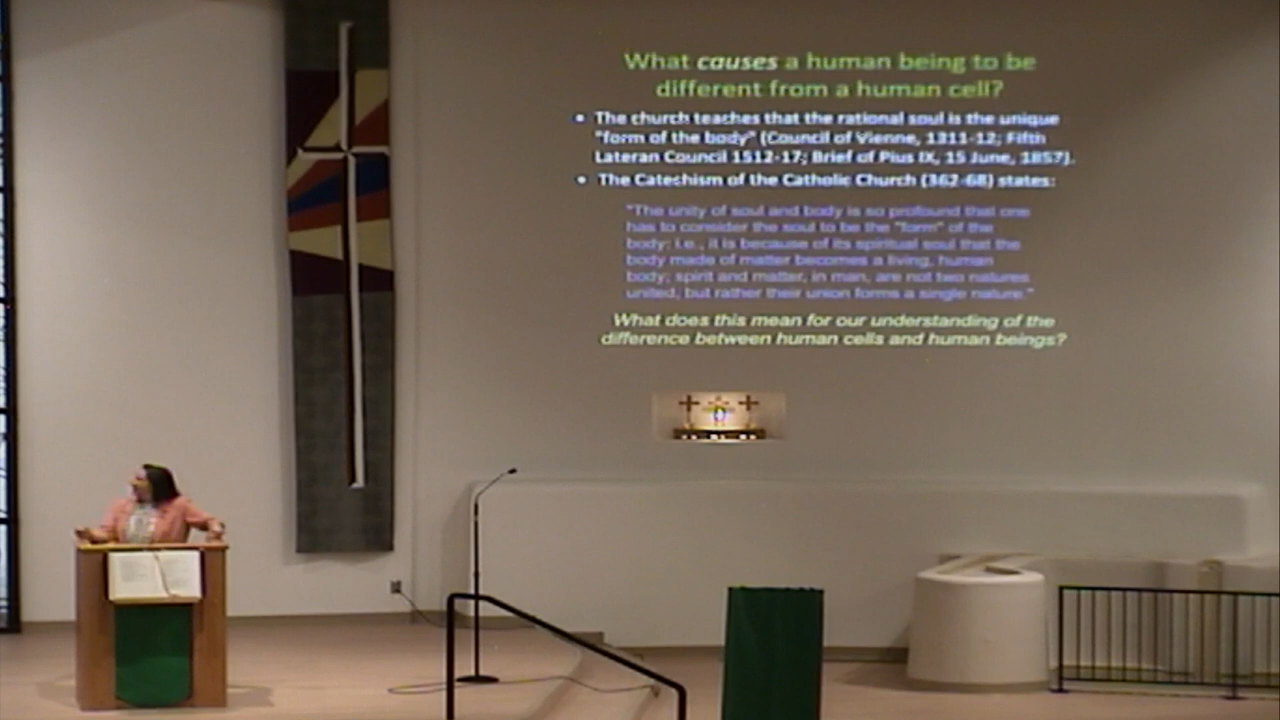 What causes a human being to be
different from a human cell?
• The church teaches that the rational soul is the unique
"form of the body" (Council of Vienne, 1311-12; Fifth
Lateran Council 1512-17; Brief of Pius IX, 15 June, 1857).
• The Catechism of the Catholic Church (362-68) states:
"The unity of soul and body is so profound that one
has to consider the soul to be the "form" of the
body: i.e., it is because of its spiritual soul that the
body made of matter becomes a living, human
body; spirit and matter, in man, are not two natures
united, but rather their union forms a single nature."
What does this mean for our understanding of the
difference between human cells and human beings?